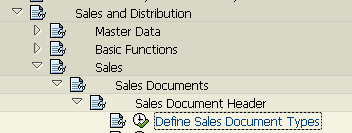 Sales and Distribution
Master Data
Basic Functions
Sales
Sales Documents
Sales Document Header
Define Sales Document Types